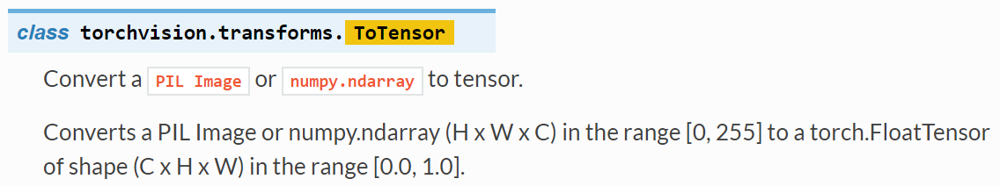 class torchvision.transforms.ToTensor
Convert a PIL Image or numpy.ndarray to tensor.
Converts a PIL Image or numpy.ndarray (H x W x C) in the range [0, 255] to a torch.FloatTensor
of shape (C x H x W) in the range [0.0, 1.0].